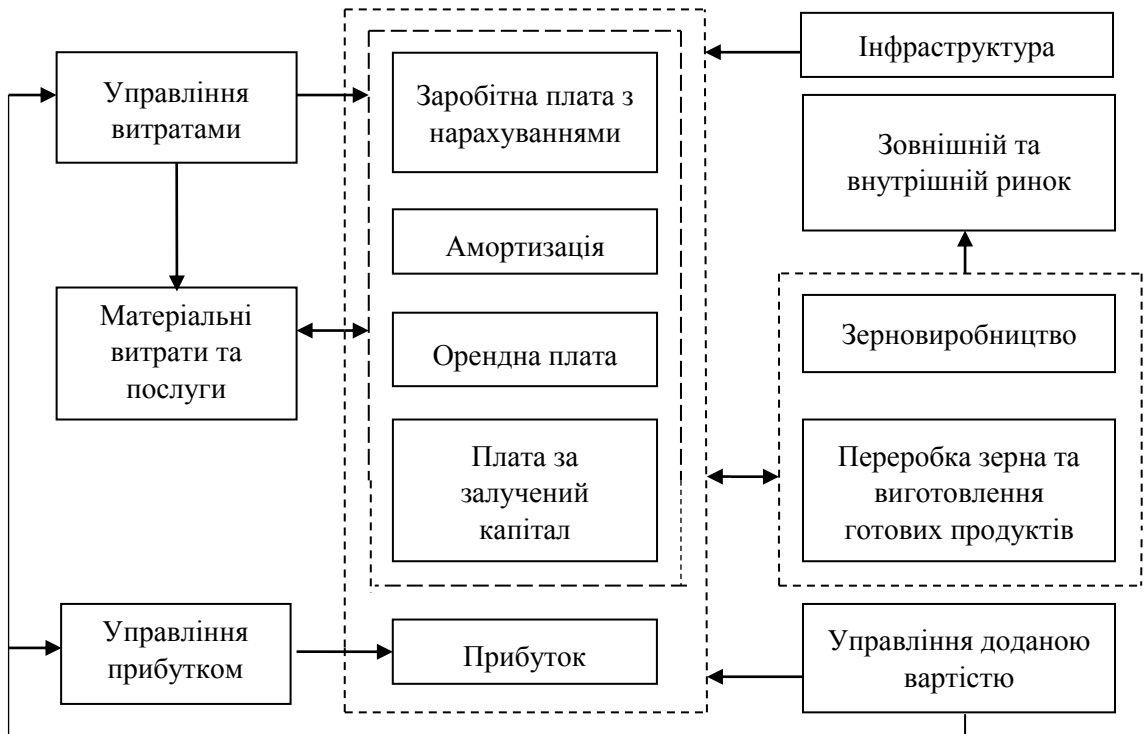 Управління
витратами
Матеріальні
витрати та
послуги
Управління
прибутком
Заробітна плата з
нарахуваннями
Амортизація
Орендна плата
Плата за
залучений
капітал
Прибуток
Інфраструктура
Зовнішній та
внутрішній ринок
Зерновиробництво
Переробка зерна та
виготовлення
готових продуктів
Управління доданою
вартістю